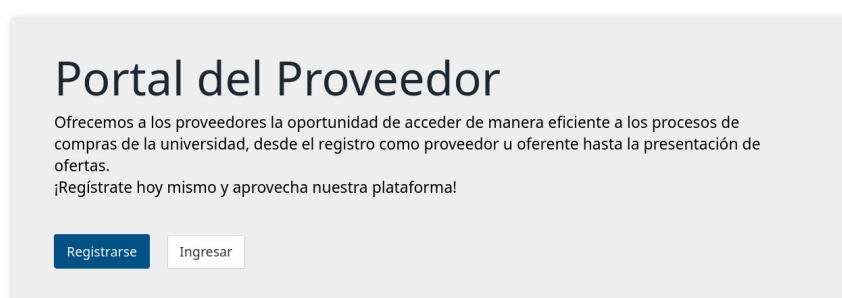 Portal del Proveedor
Ofrecemos a los proveedores la oportunidad de acceder de manera eficiente a los procesos de
compras de la universidad, desde el registro como proveedor u oferente hasta la presentación de
ofertas.
¡Regístrate hoy mismo y aprovecha nuestra plataforma!
Registrarse
Ingresar